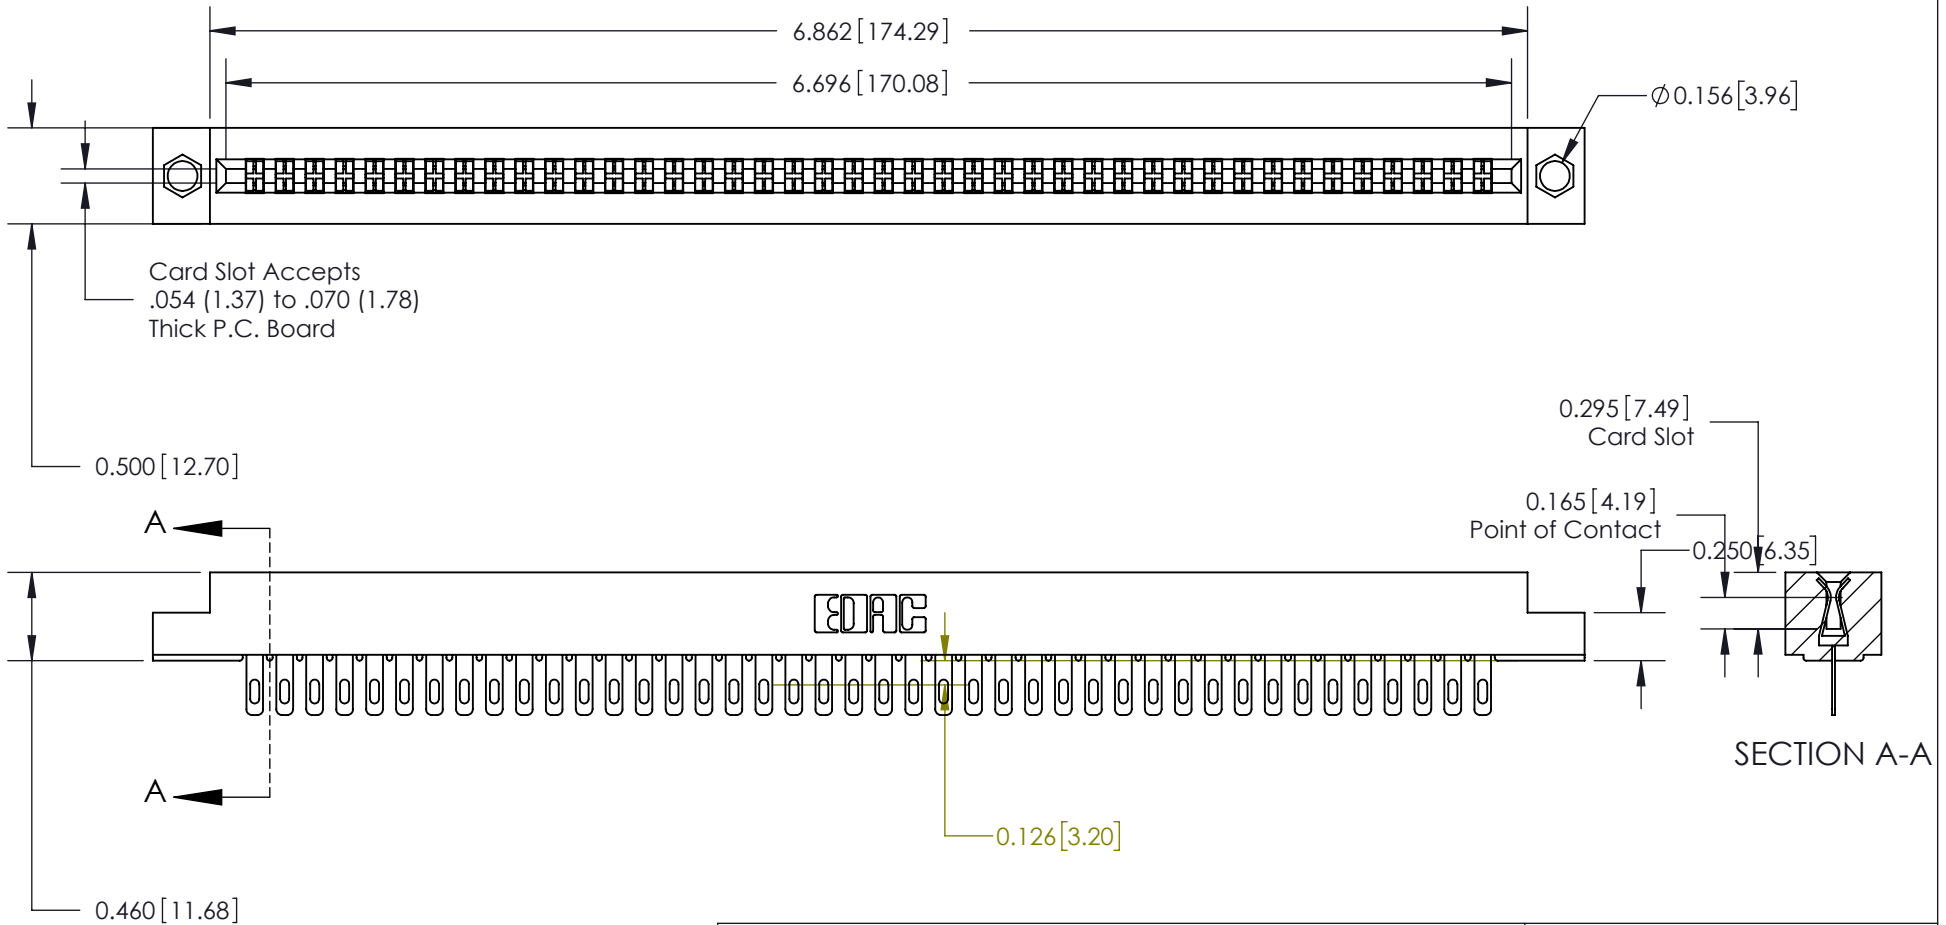 6.862 [174.29]
6.696 [170.08]
Ø 0.156 [3.96]
Card Slot Accepts
.054 (1.37) to .070 (1.78)
Thick P.C. Board
0.295 [7.49]
Card Slot
0.500 [12.70]
0.165 [4.19]
Point of Contact
0.250 [6.35]
A
EDAC
SECTION A-A
A
0.126 [3.20]
0.460 [11.68]